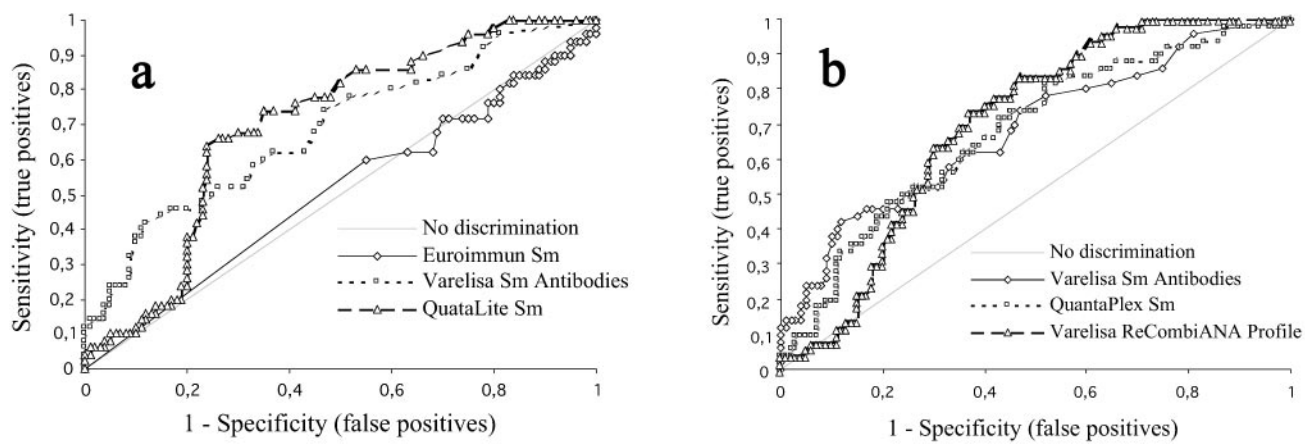 Sensitivity (true positives)
1
0,9
0,8
0,7
0,6
0,5
0,4
0,3
0,2
0,1
0
a
No discrimination
Euroimmun Sm
Varelisa Sm Antibodies
QuataLite Sm
0
0,2
0,4
0,6
0,8
1
1 - Specificity (false positives)
Sensitivity (true positives)
1
0,9
0,8
0,7
0,6
0,5
0,4
0,3
0,2
0,1
0
b
No discrimination
Varelisa Sm Antibodies
QuantaPlex Sm
Varelisa ReCombiANA Profile
0
0,2
0,4
0,6
0,8
1
1 - Specificity (false positives)